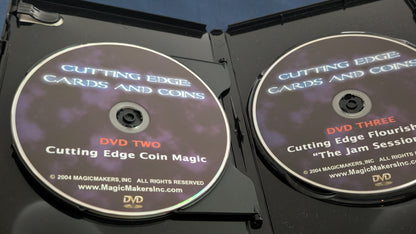 CUTTING EDGE:
CARDS AND COINS
DVD TWO
Cutting Edge Coin Magic
© 2004 MAGICMAKERS,INC ALL RIGHTS RESERVED
www.MagicMakersInc.com
DVD
CUTTING EDGE:
CARDS AND COINS
DVD THREE
Cutting Edge Flourish
"The Jam Session
© 2004 MAGICMAKERS,INC ALL RIGHTS
www.MagicMakersInc.
DVD